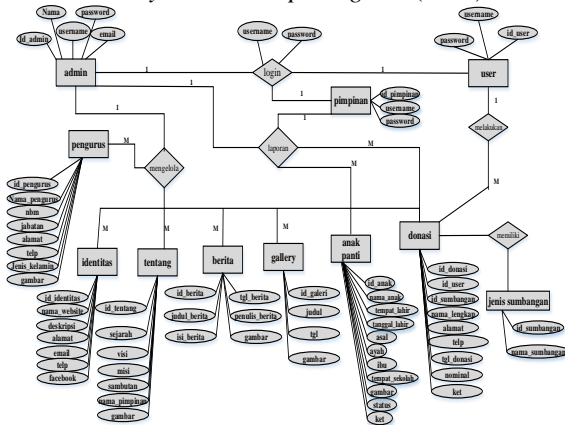 Nama
password
id_admin
username
email
admin
username
password
login
username
password
id_user
user
1
1
1
pimpinan
id_pimpinan
username
password
1
1
1
1
melakukan
pengurus
M
mengelola
laporan
M
M
M
id_pengurus
Nama_pengurus
nbm
jabatan
alamat
telp
Jenis_kelamin
gambar
M
M
M
M
identitas
tentang
berita
gallery
anak
panti
donasi
memiliki
jenis sumbangan
id_sumbangan
nama_sumbangan
id_identitas
nama_website
deskripsi
alamat
email
telp
facebook
id_tentang
sejarah
visi
misi
sambutan
nama_pimpinan
gambar
id_berita
tgl_berita
judul_berita
penulis_berita
isi_berita
gambar
id_galeri
judul
tgl
gambar
id_anak
nama_anak
tempat_lahir
tanggal_lahir
asal
ayah
ibu
tempat_sekolah
gambar
status
ket
id_donasi
id_user
id_sumbangan
nama_lengkap
alamat
telp
tgl_donasi
nominal
ket